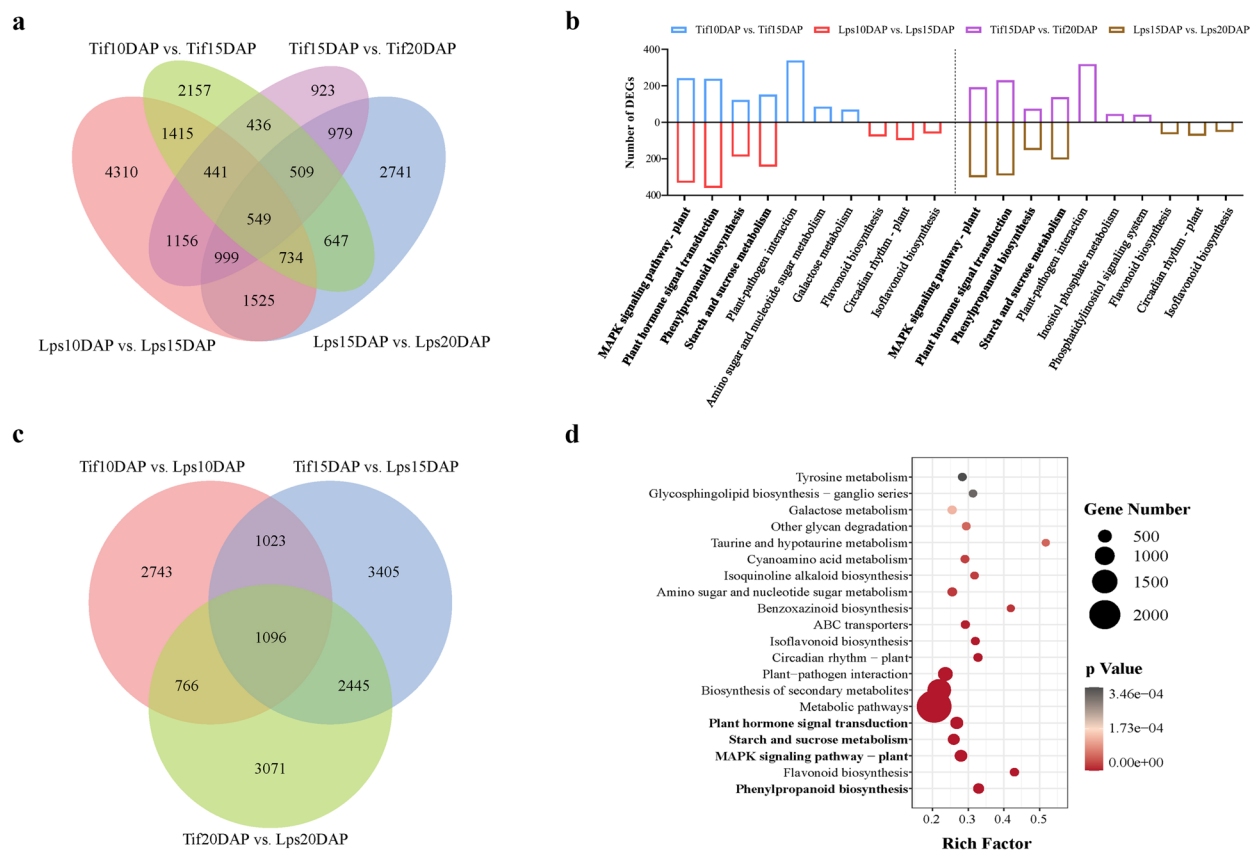 a
Tif10DAP vs. Tif15DAP
Tif15DAP vs. Tif20DAP
2157
923
1415
436
979
4310
441
509
2741
549
1156
999
734
647
1525
Lps10DAP vs. Lps15DAP
Lps15DAP vs. Lps20DAP
b
Tif10DAP vs. Tif15DAP
Lps10DAP vs. Lps15DAP
Tif15DAP vs. Tif20DAP
Lps15DAP vs. Lps20DAP
Number of DEGs
400
200
0
200
400
MAPK signaling pathway - plant
Plant hormone signal transduction
Phenylpropanoid biosynthesis
Starch and sucrose metabolism
Plant-pathogen interaction
Amino sugar and nucleotide sugar metabolism
Galactose metabolism
Flavonoid biosynthesis
Circadian rhythm - plant
Isoflavonoid biosynthesis
MAPK signaling pathway - plant
Plant hormone signal transduction
Phenylpropanoid biosynthesis
Starch and sucrose metabolism
Plant-pathogen interaction
Inositol phosphate metabolism
Phosphatidylinositol signaling system
Flavonoid biosynthesis
Circadian rhythm - plant
Isoflavonoid biosynthesis
c
Tif10DAP vs. Lps10DAP
Tif15DAP vs. Lps15DAP
1023
2743
3405
1096
766
2445
3071
Tif20DAP vs. Lps20DAP
d
Tyrosine metabolism
Glycosphingolipid biosynthesis − ganglio series
Galactose metabolism
Other glycan degradation
Taurine and hypotaurine metabolism
Cyanoamino acid metabolism
Isoquinoline alkaloid biosynthesis
Amino sugar and nucleotide sugar metabolism
Benzoxazinoid biosynthesis
ABC transporters
Isoflavonoid biosynthesis
Circadian rhythm − plant
Plant−pathogen interaction
Biosynthesis of secondary metabolites
Metabolic pathways
Plant hormone signal transduction
Starch and sucrose metabolism
MAPK signaling pathway − plant
Flavonoid biosynthesis
Phenylpropanoid biosynthesis
0.2
0.3
0.4
0.5
Rich Factor
Gene Number
500
1000
1500
2000
p Value
3.46e−04
1.73e−04
0.00e+00